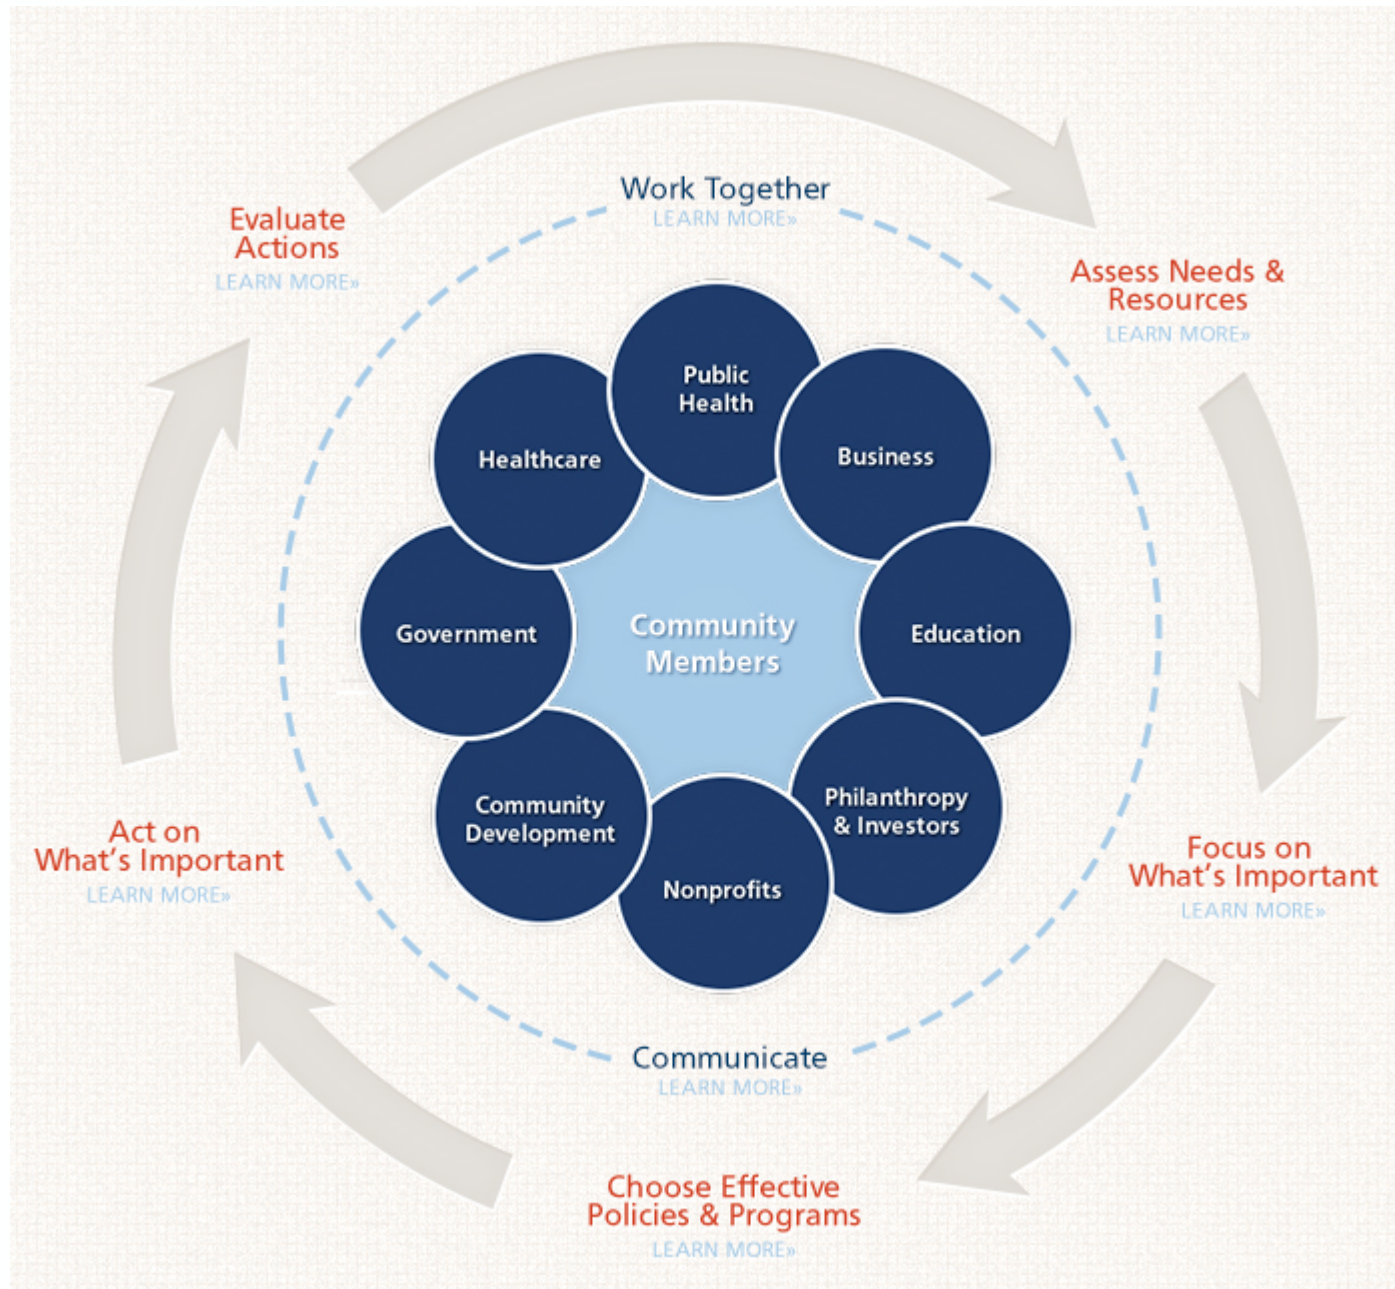 Work Together
LEARN MORE»
Evaluate
Actions
LEARN MORE»
Assess Needs &
Resources
LEARN MORE»
Public
Health
Healthcare
Business
Government
Community
Members
Education
Community
Development
Philanthropy
& Investors
Nonprofits
Act on
What's Important
LEARN MORE»
Focus on
What's Important
LEARN MORE»
Communicate
LEARN MORE»
Choose Effective
Policies & Programs
LEARN MORE»